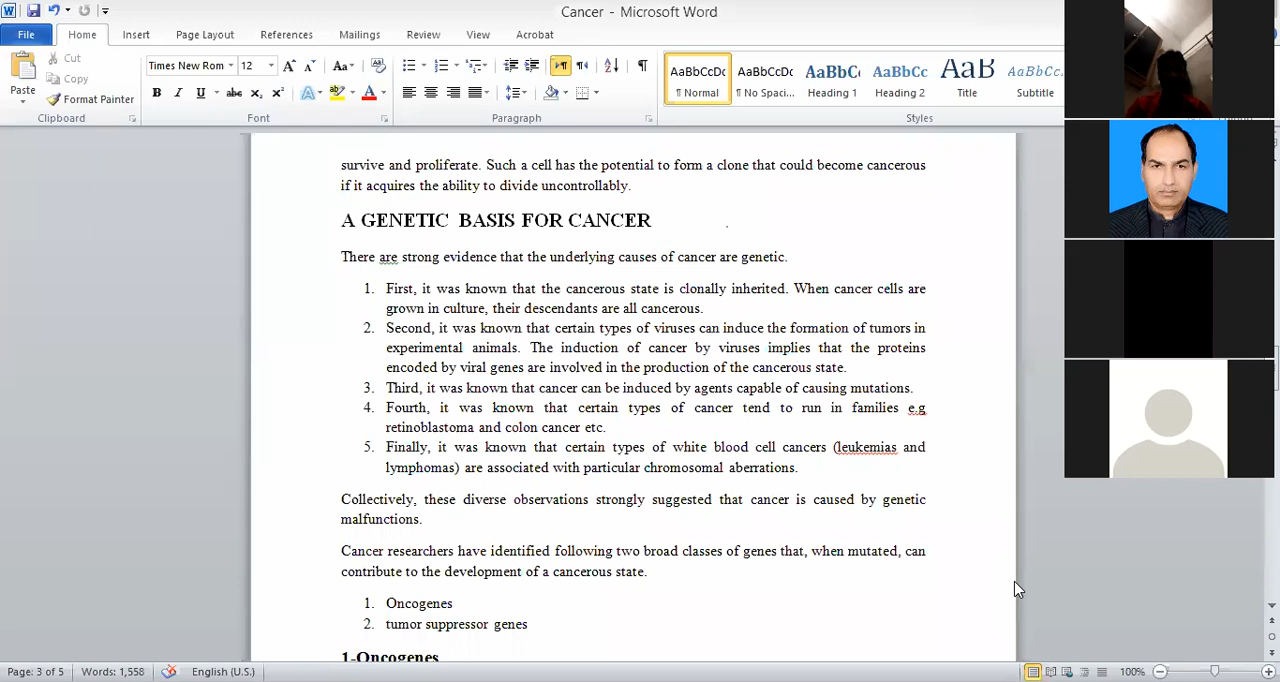 Cancer - Microsoft Word
File Home Insert Page Layout References Mailings Review View Acrobat
Cut
Copy
Paste
Format Painter
Times New Rom 12
AaBbCcDc AaBbCcDc AaBbC AaBbCc AaB AaBbCc.
¶ Normal ¶ No Spaci... Heading 1 Heading 2 Title Subtitle
Clipboard Font Paragraph Styles
survive and proliferate. Such a cell has the potential to form a clone that could become cancerous
if it acquires the ability to divide uncontrollably.
A GENETIC BASIS FOR CANCER
There are strong evidence that the underlying causes of cancer are genetic.
1. First, it was known that the cancerous state is clonally inherited. When cancer cells are
grown in culture, their descendants are all cancerous.
2. Second, it was known that certain types of viruses can induce the formation of tumors in
experimental animals. The induction of cancer by viruses implies that the proteins
encoded by viral genes are involved in the production of the cancerous state.
3. Third, it was known that cancer can be induced by agents capable of causing mutations.
4. Fourth, it was known that certain types of cancer tend to run in families e.g
retinoblastoma and colon cancer etc.
5. Finally, it was known that certain types of white blood cell cancers (leukemias and
lymphomas) are associated with particular chromosomal aberrations.
Collectively, these diverse observations strongly suggested that cancer is caused by genetic
malfunctions.
Cancer researchers have identified following two broad classes of genes that, when mutated, can
contribute to the development of a cancerous state.
1. Oncogenes
2. tumor suppressor genes
1-Oncogenes
Page: 3 of 5 Words: 1,558 English (U.S.) 100%